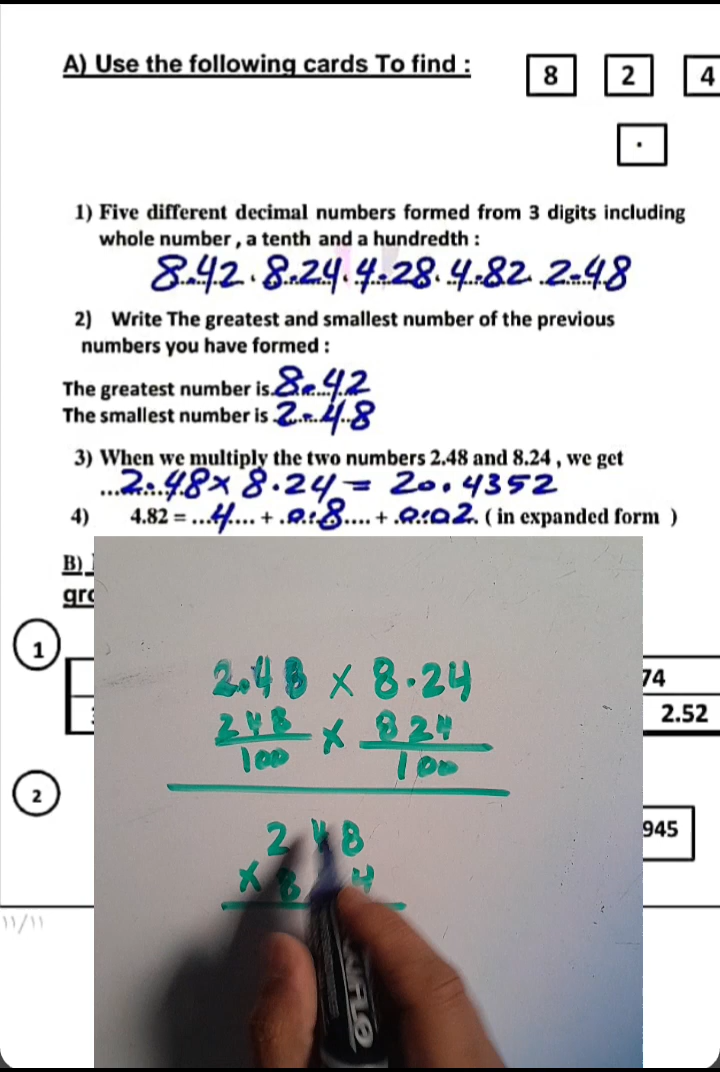 A) Use the following cards To find :
8 2 4
.
1) Five different decimal numbers formed from 3 digits including
whole number , a tenth and a hundredth :
8.42 . 8.24 . 4.28 . 4.82 . 2.48
2) Write The greatest and smallest number of the previous
numbers you have formed :
The greatest number is 8.42
The smallest number is 2.48
3) When we multiply the two numbers 2.48 and 8.24 , we get
2.48 x 8.24 = 20.4352
4) 4.82 = ...4.... + .0.8.... + .0.02. ( in expanded form )
B)
1
74
2.52
2
945
11/11
2.48 x 8.24
248 x 824
100 100
248
x 8 4